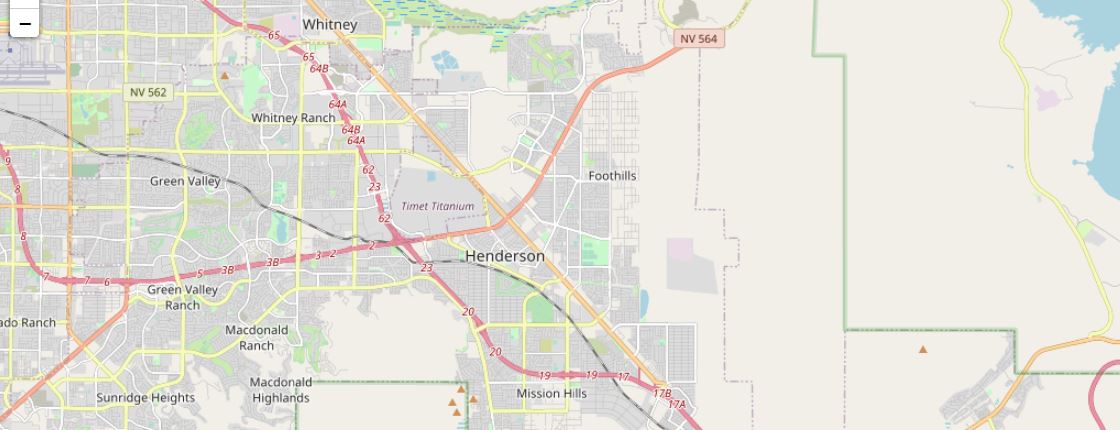 −
Whitney
65
NV 564
65
64B
NV 562
64A
Whitney Ranch
64B
64A
9
62
Foothills
Green Valley
23
8
Timet Titanium
62
2
2
3
Henderson
3B
3B
23
5
7
7
6
Green Valley
Ranch
20
ado Ranch
Macdonald
Ranch
20
19
19
17
Macdonald
Highlands
17B
Mission Hills
Sunridge Heights
17A